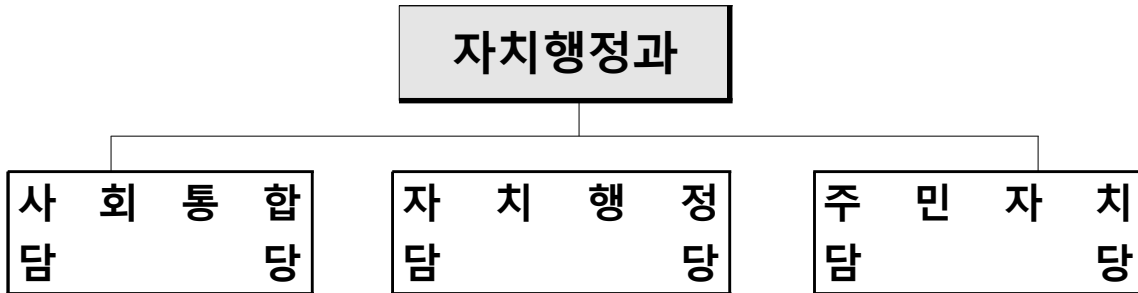 자치행정과
사 회 통 합
담 당
자 치 행 정
담 당
주 민 자 치
담 당